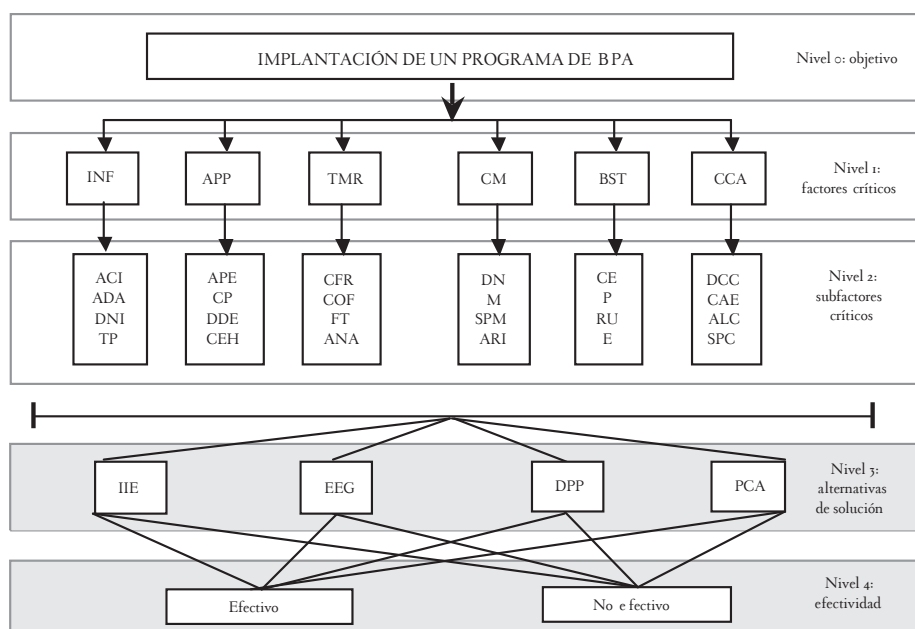 IMPLANTACIÓN DE UN PROGRAMA DE BPA
Nivel 0: objetivo
INF
APP
TMR
CM
BST
CCA
Nivel 1:
factores críticos
ACI
ADA
DNI
TP
APE
CP
DDE
CEH
CFR
COF
FT
ANA
DN
M
SPM
ARI
CE
P
RU
E
DCC
CAE
ALC
SPC
Nivel 2:
subfactores
críticos
IIE
EEG
DPP
PCA
Nivel 3:
alternativas
de solución
Efectivo
No efectivo
Nivel 4:
efectividad